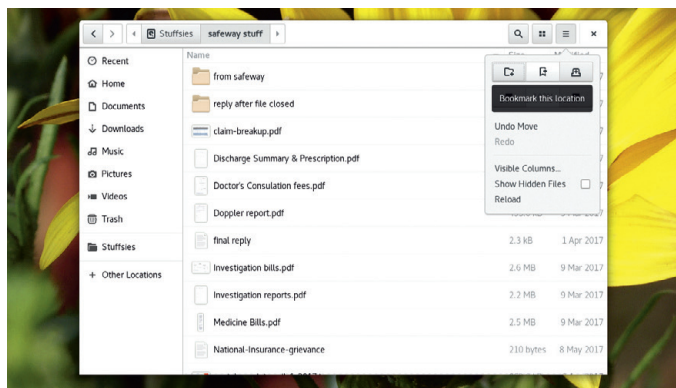 Stuffsies safeway stuff
Name
Recent
Home
Documents
Downloads
Music
Pictures
Videos
Trash
Stuffsies
Other Locations
from safeway
reply after file closed
claim-breakup.pdf
Discharge Summary & Prescription.pdf
Doctor's Consulation fees.pdf
Doppler report.pdf
final reply 2.3 kB 1 Apr 2017
Investigation bills.pdf 2.6 MB 9 Mar 2017
Investigation reports.pdf 2.2 MB 9 Mar 2017
Medicine Bills.pdf 2.5 MB 9 Mar 2017
National-Insurance-grievance 210 bytes 8 May 2017
Bookmark this location
Undo Move
Redo
Visible Columns...
Show Hidden Files
Reload